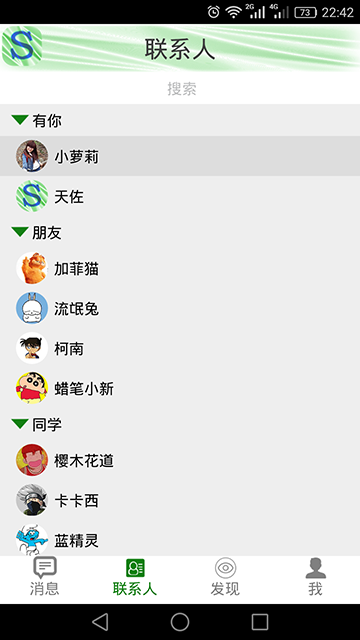 2G 4G 73 22:42
S 联系人
搜索
有你
小萝莉
S 天佐
朋友
加菲猫
流氓兔
柯南
蜡笔小新
同学
樱木花道
卡卡西
蓝精灵
消息 联系人 发现 我